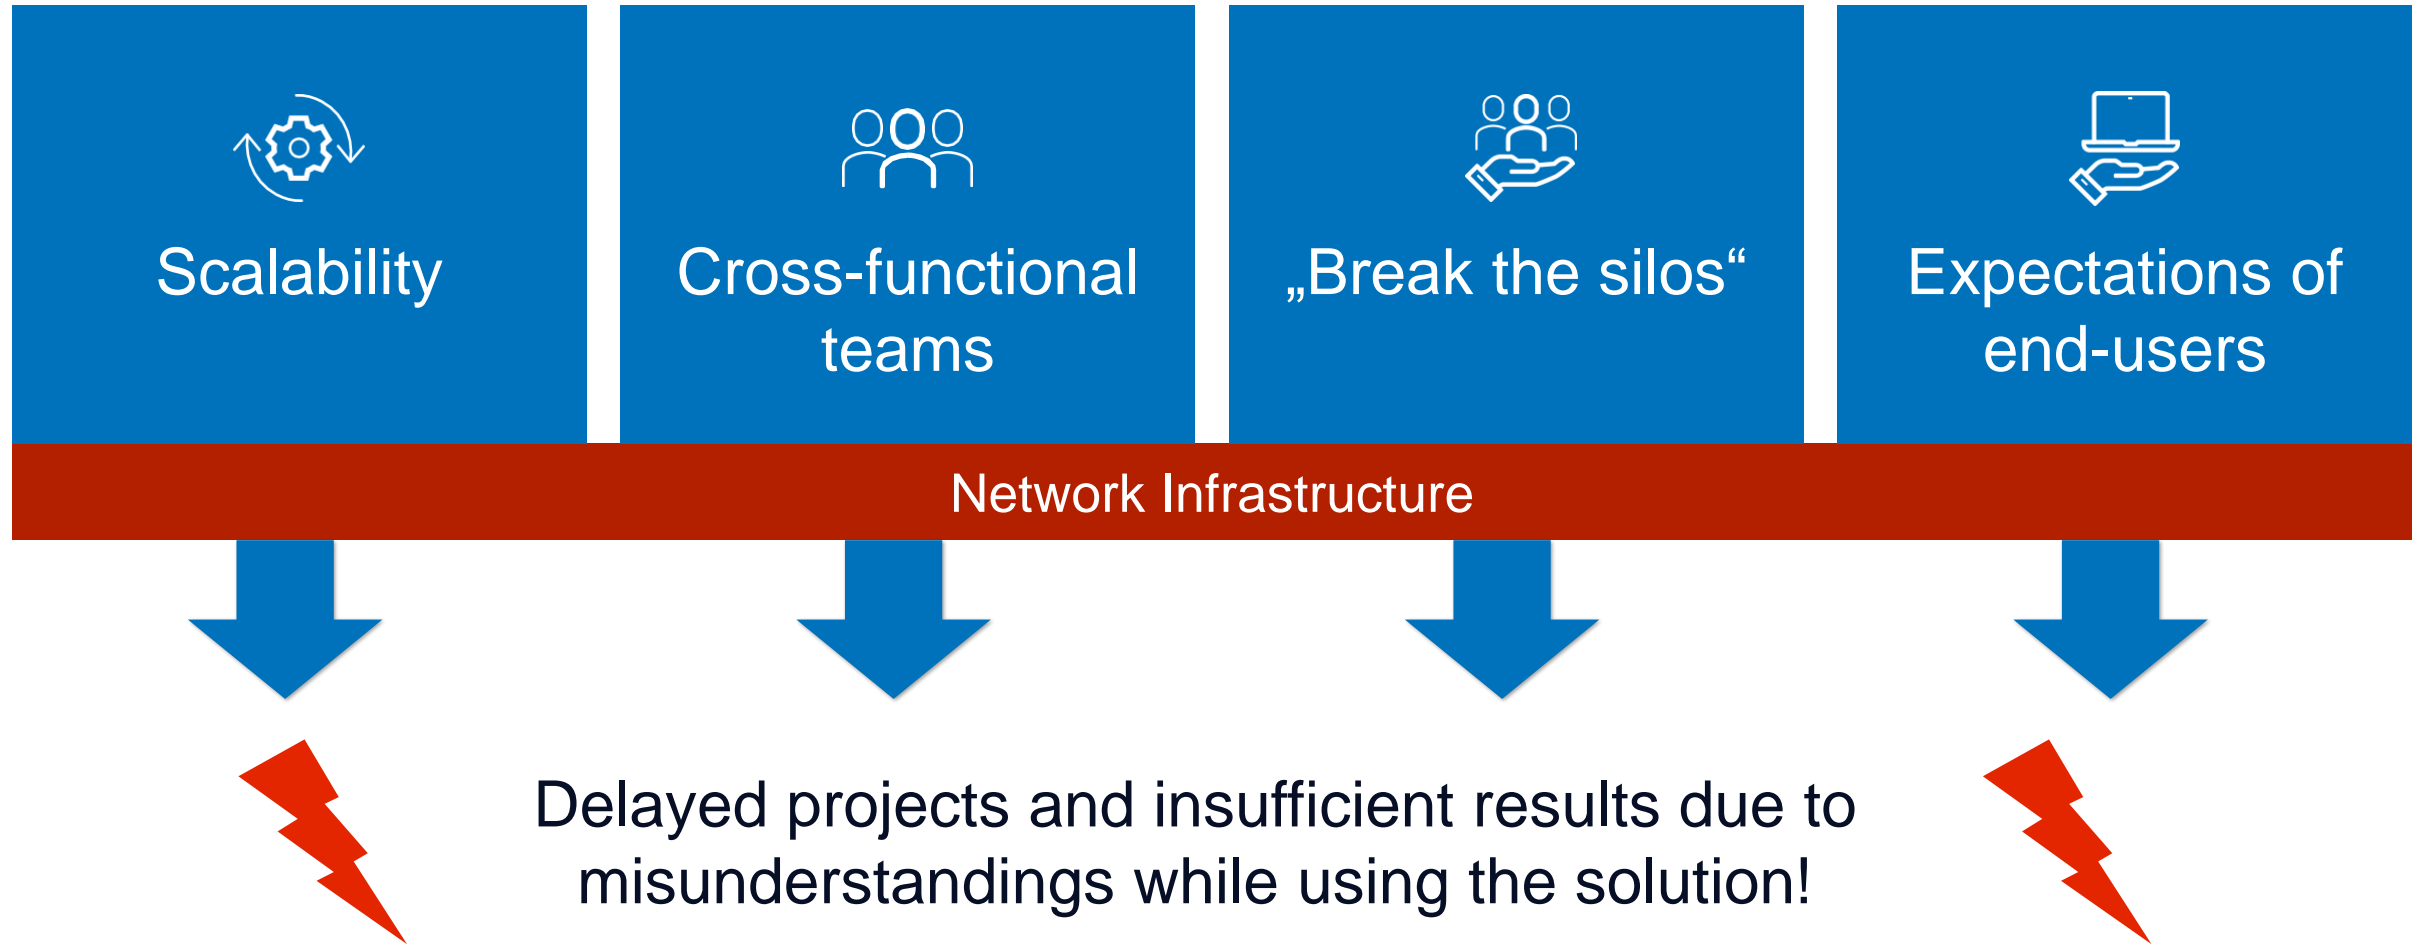 Scalability
Cross-functional
teams
„Break the silos“
Expectations of
end-users
Network Infrastructure
Delayed projects and insufficient results due to
misunderstandings while using the solution!